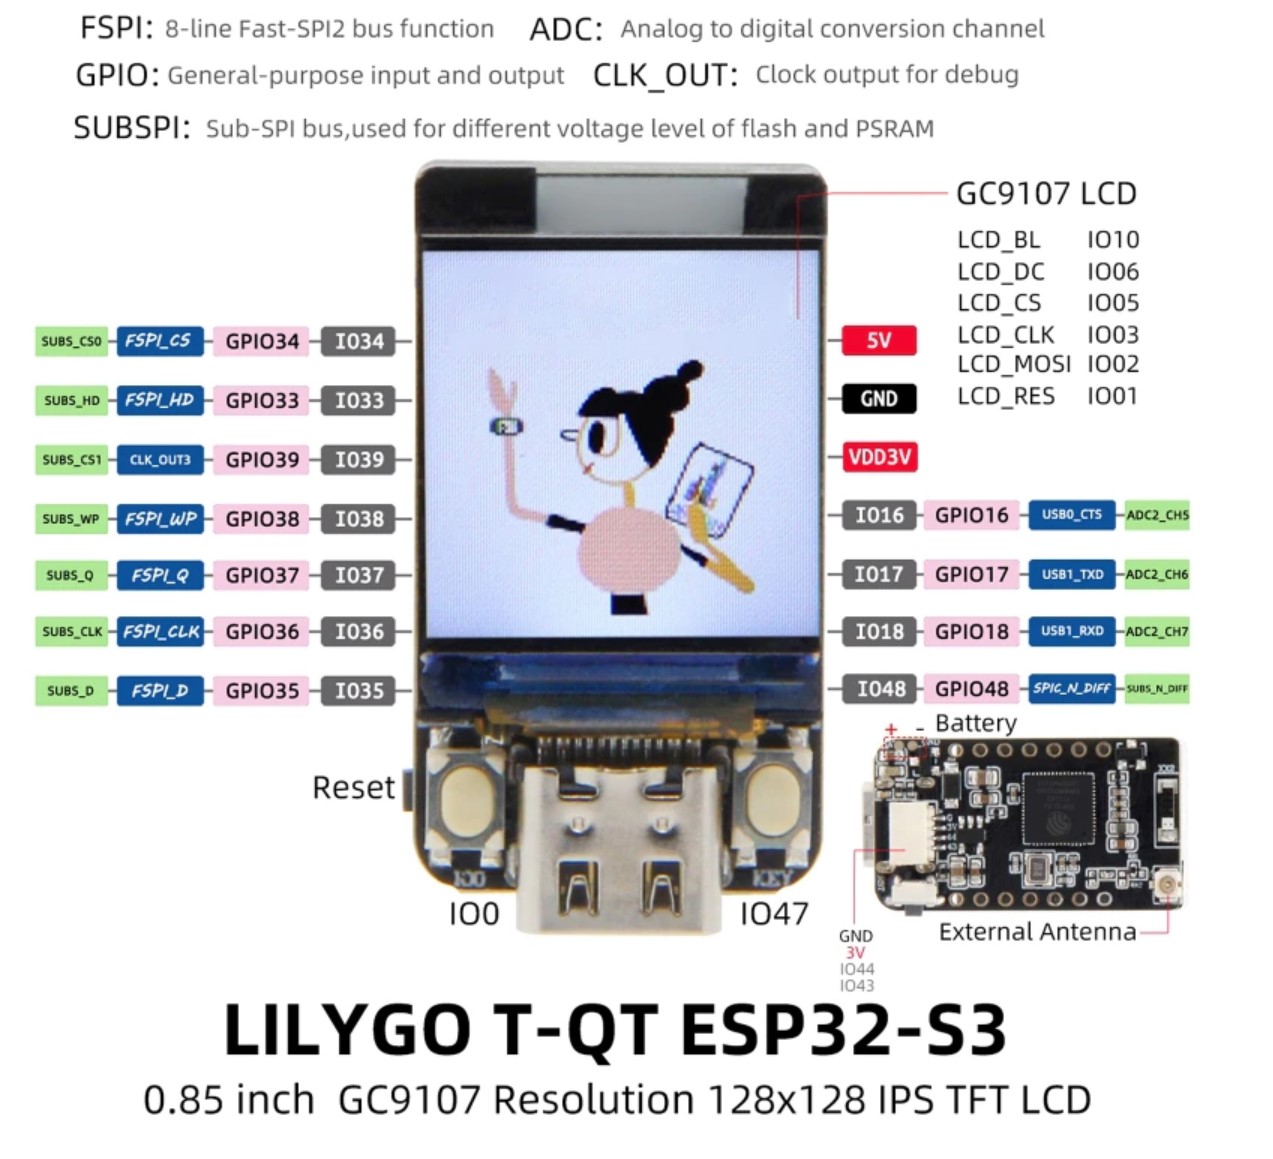 FSPI: 8-line Fast-SPI2 bus function ADC: Analog to digital conversion channel
GPIO: General-purpose input and output CLK_OUT: Clock output for debug
SUBSPI: Sub-SPI bus,used for different voltage level of flash and PSRAM
GC9107 LCD
LCD_BL IO10
LCD_DC IO06
LCD_CS IO05
LCD_CLK IO03
LCD_MOSI IO02
LCD_RES IO01
SUBS_CS0 FSPI_CS GPIO34 IO34
SUBS_HD FSPI_HD GPIO33 IO33
SUBS_CS1 CLK_OUT3 GPIO39 IO39
SUBS_WP FSPI_WP GPIO38 IO38
SUBS_Q FSPI_Q GPIO37 IO37
SUBS_CLK FSPI_CLK GPIO36 IO36
SUBS_D FSPI_D GPIO35 IO35
5V
GND
VDD3V
IO16 GPIO16 USB0_CTS ADC2_CH5
IO17 GPIO17 USB1_TXD ADC2_CH6
IO18 GPIO18 USB1_RXD ADC2_CH7
IO48 GPIO48 SPIC_N_DIFF SUBS_N_DIFF
+ - Battery
Reset
IO0
IO47
External Antenna
GND
3V
IO44
IO43
LILYGO T-QT ESP32-S3
0.85 inch GC9107 Resolution 128x128 IPS TFT LCD